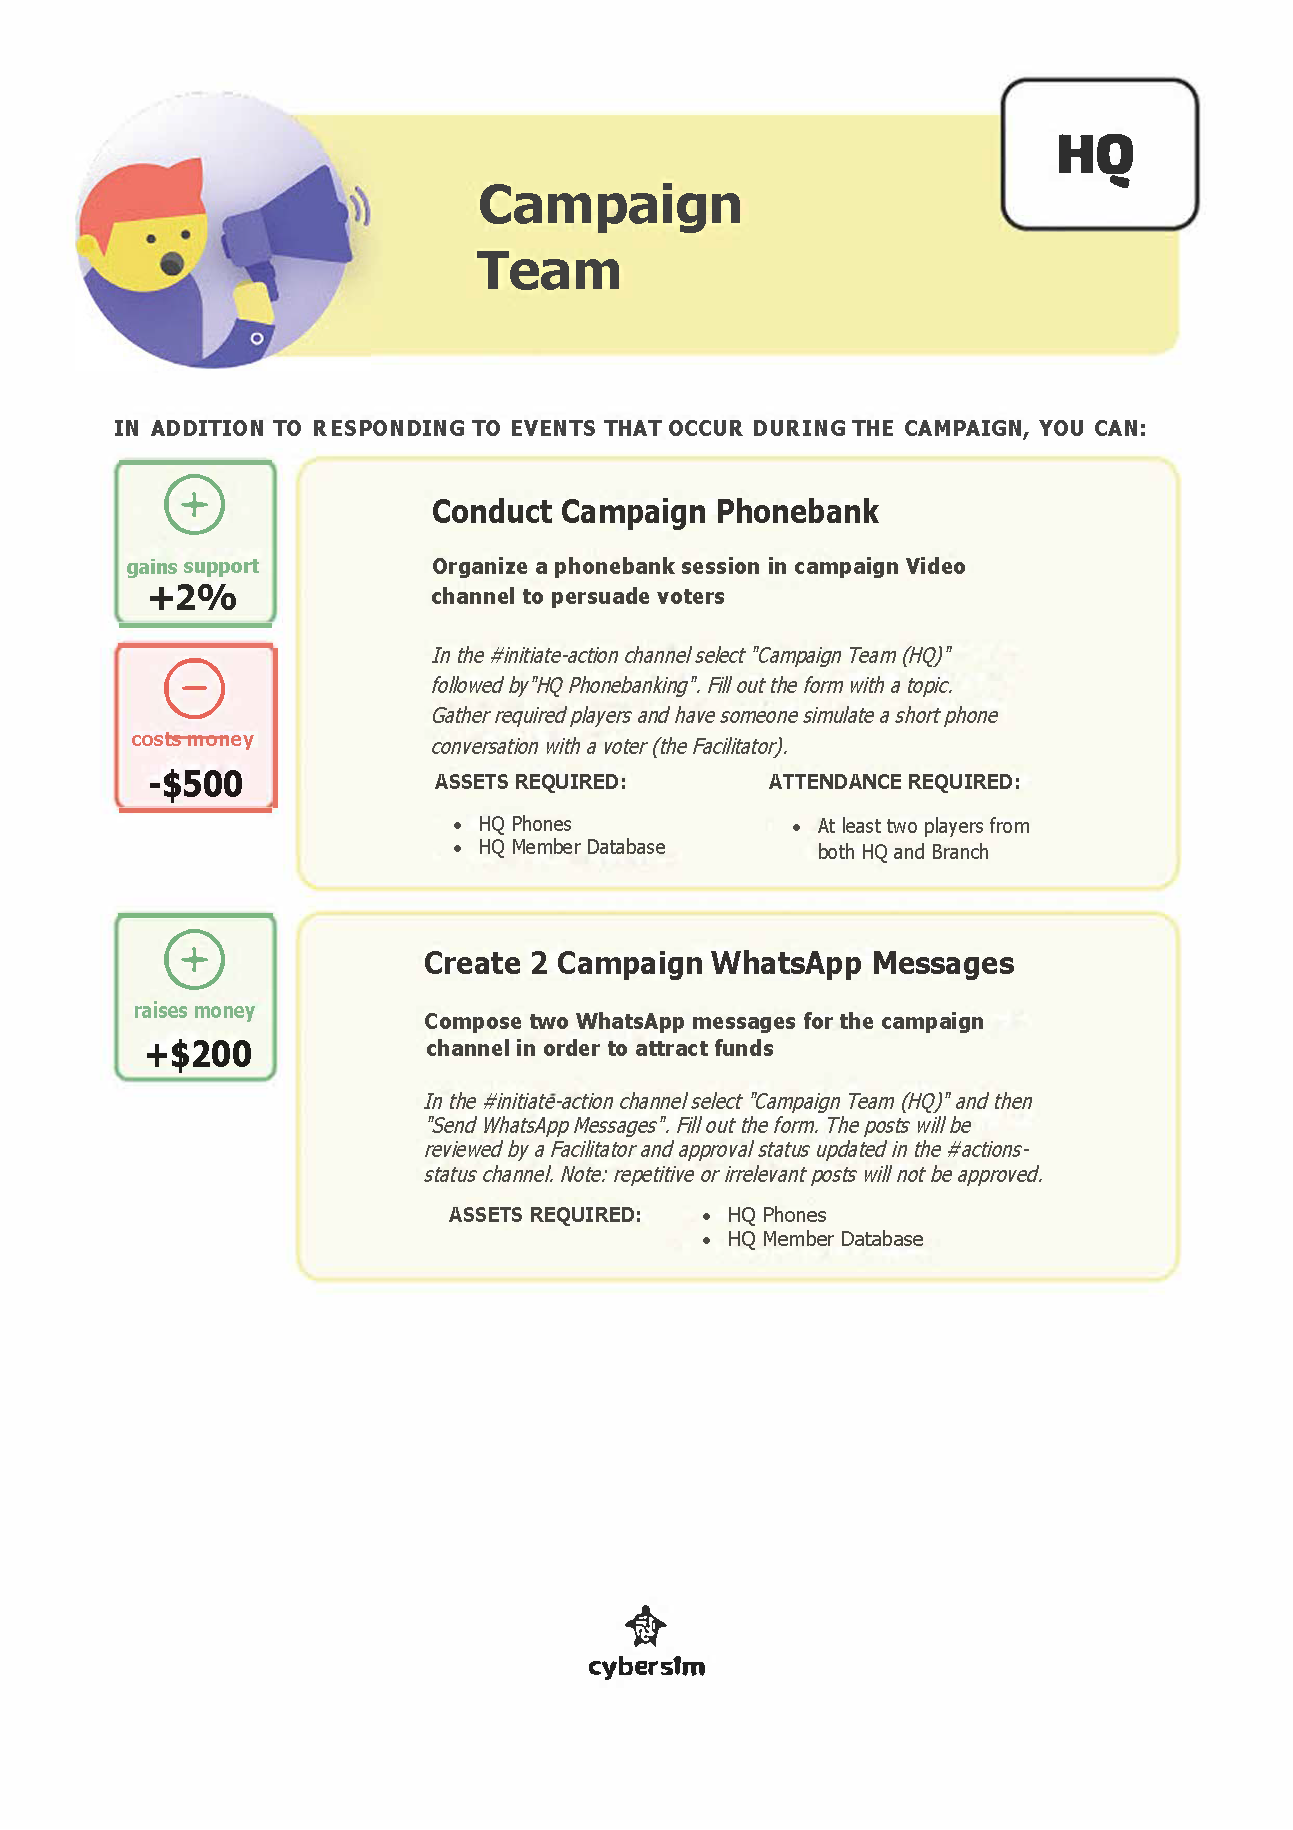 HQ
Campaign
Team
IN ADDITION TO RESPONDING TO EVENTS THAT OCCUR DURING THE CAMPAIGN, YOU CAN:
gains support
+2%
costs money
-$500
Conduct Campaign Phonebank
Organize a phonebank session in campaign Video
channel to persuade voters
In the #initiate-action channel select "Campaign Team (HQ)"
followed by"HQ Phonebanking". Fill out the form with a topic.
Gather required players and have someone simulate a short phone
conversation with a voter (the Facilitator).
ASSETS REQUIRED:
• HQ Phones
• HQ Member Database
ATTENDANCE REQUIRED:
• At least two players from
both HQ and Branch
raises money
+$200
Create 2 Campaign WhatsApp Messages
Compose two WhatsApp messages for the campaign
channel in order to attract funds
In the #initiate-action channel select "Campaign Team (HQ)" and then
"Send WhatsApp Messages". Fill out the form. The posts will be
reviewed by a Facilitator and approval status updated in the #actions-
status channel. Note: repetitive or irrelevant posts will not be approved.
ASSETS REQUIRED:
• HQ Phones
• HQ Member Database
cybersim